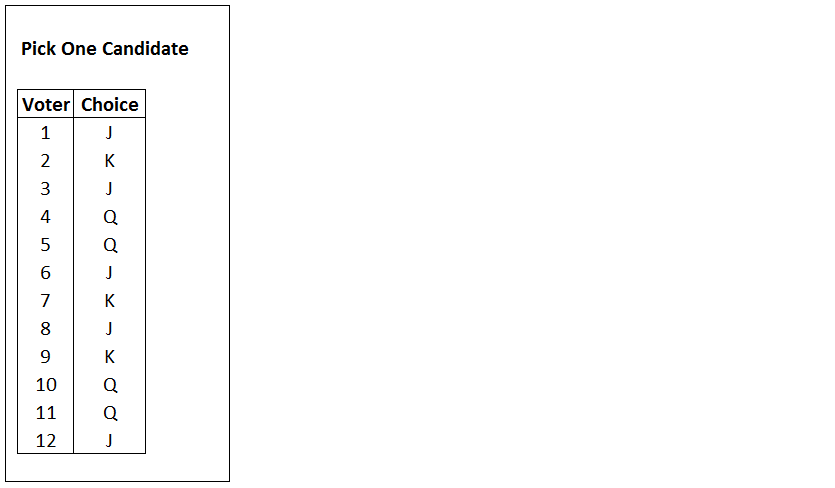 Pick One Candidate
Voter Choice
1 J
2 K
3 J
4 Q
5 Q
6 J
7 K
8 J
9 K
10 Q
11 Q
12 J